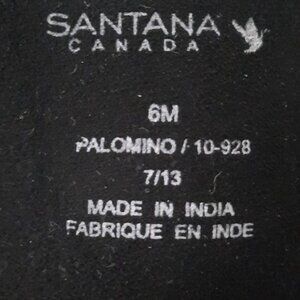 SANTANA
CANADA
6M
PALOMINO / 10-928
7/13
MADE IN INDIA
FABRIQUE EN INDE